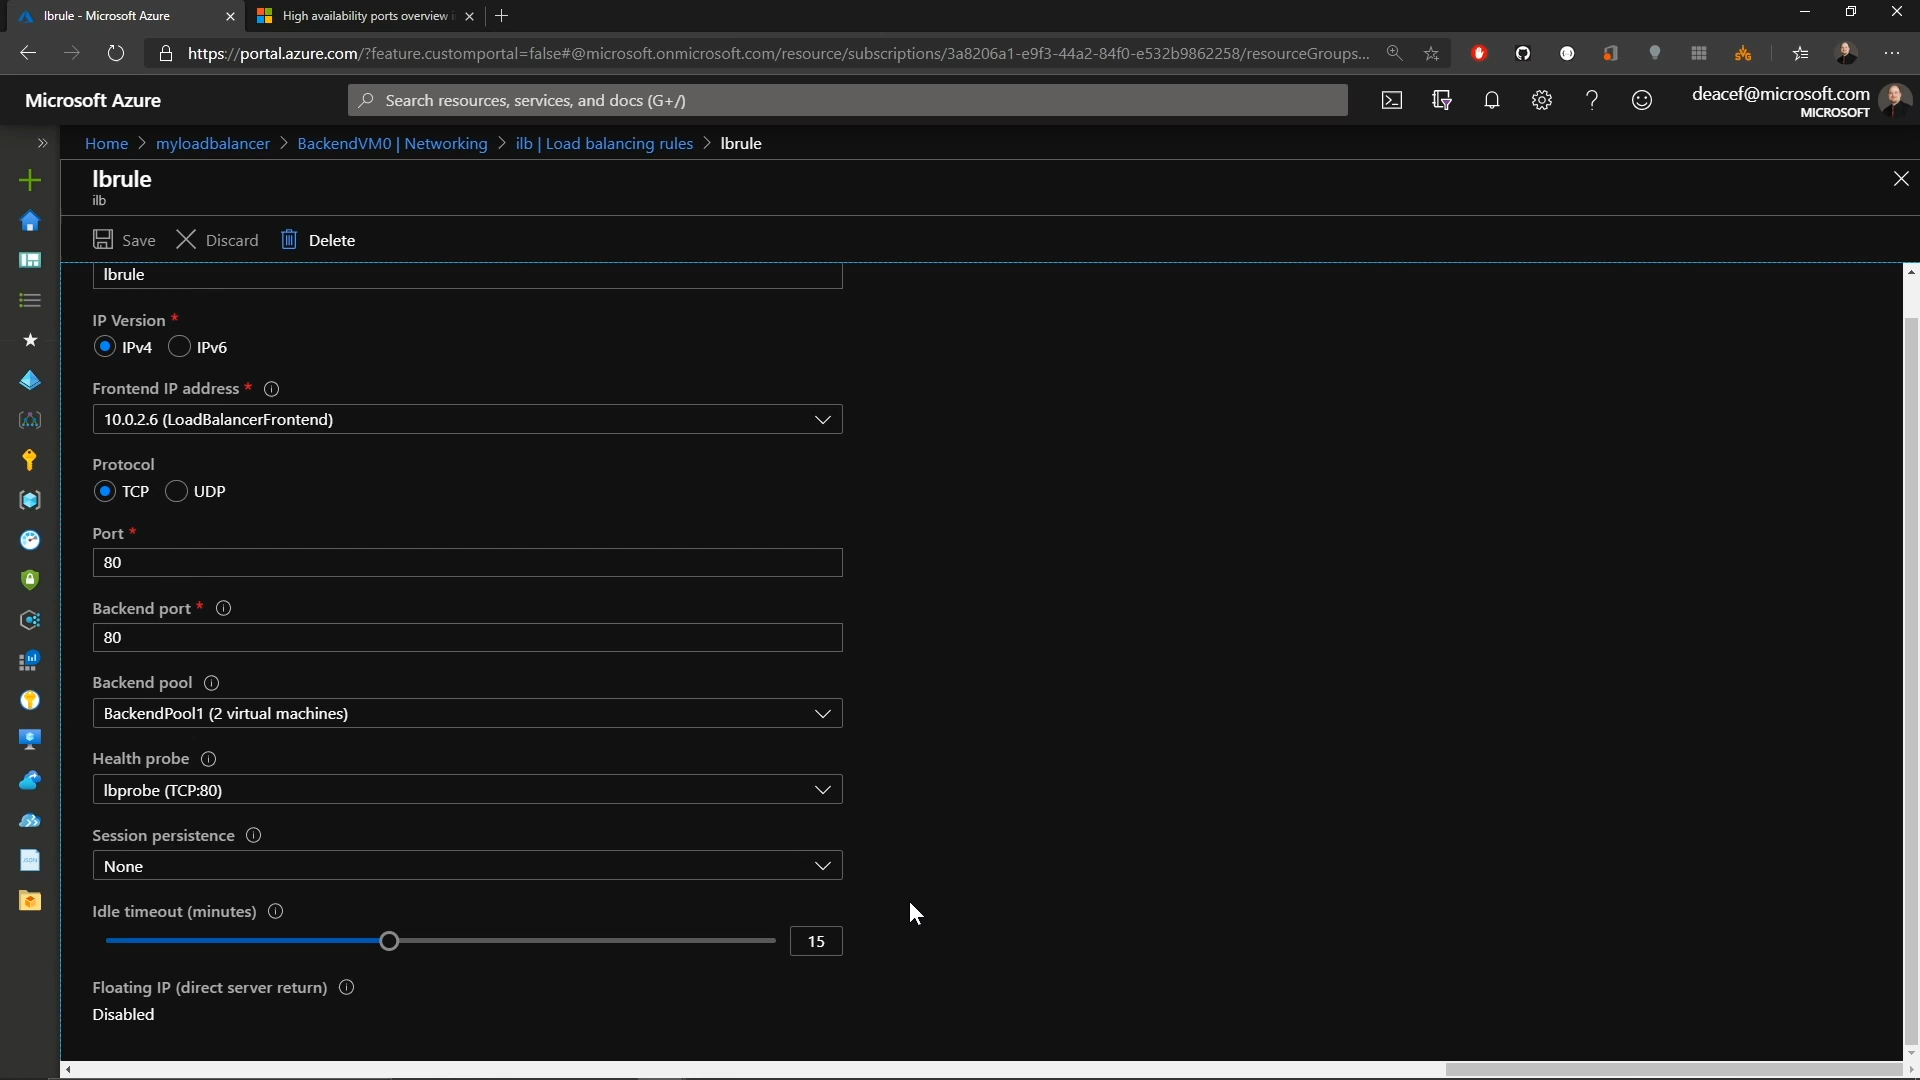 lbrule - Microsoft Azure
High availability ports overview i
https://portal.azure.com/?feature.customportal=false#@microsoft.onmicrosoft.com/resource/subscriptions/3a8206a1-e9f3-44a2-84f0-e532b9862258/resourceGroups...
Microsoft Azure
Search resources, services, and docs (G+/)
deacef@microsoft.com
MICROSOFT
Home > myloadbalancer > BackendVM0 | Networking > ilb | Load balancing rules > lbrule
lbrule
ilb
Save Discard Delete
lbrule
IP Version *
IPv4 IPv6
Frontend IP address *
10.0.2.6 (LoadBalancerFrontend)
Protocol
TCP UDP
Port *
80
Backend port *
80
Backend pool
BackendPool1 (2 virtual machines)
Health probe
lbprobe (TCP:80)
Session persistence
None
Idle timeout (minutes)
15
Floating IP (direct server return)
Disabled